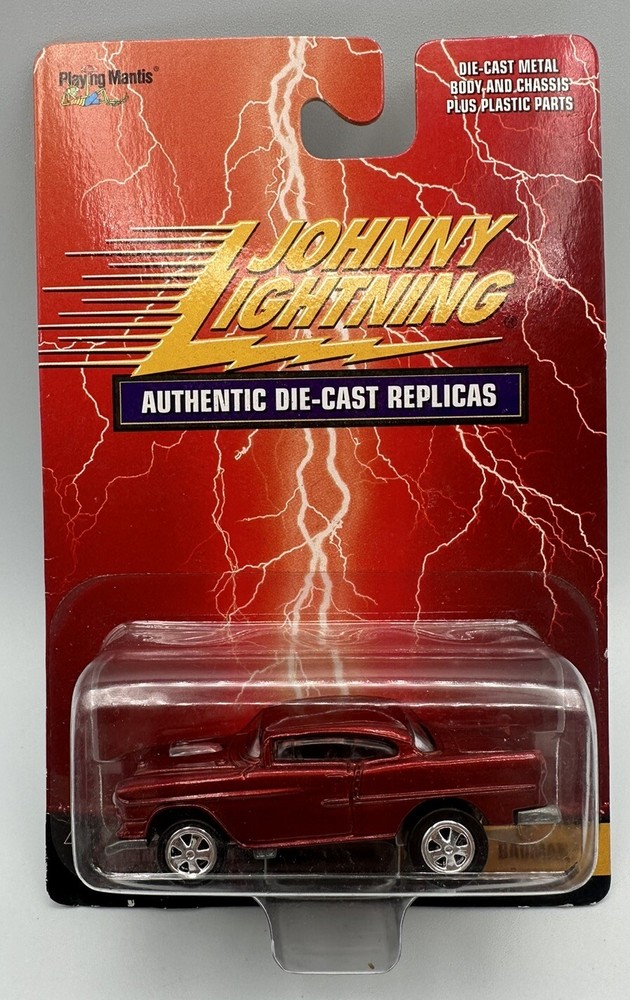 Playing Mantis®
DIE-CAST METAL
BODY AND CHASSIS
PLUS PLASTIC PARTS
JOHNNY
LIGHTNING®
AUTHENTIC DIE-CAST REPLICAS